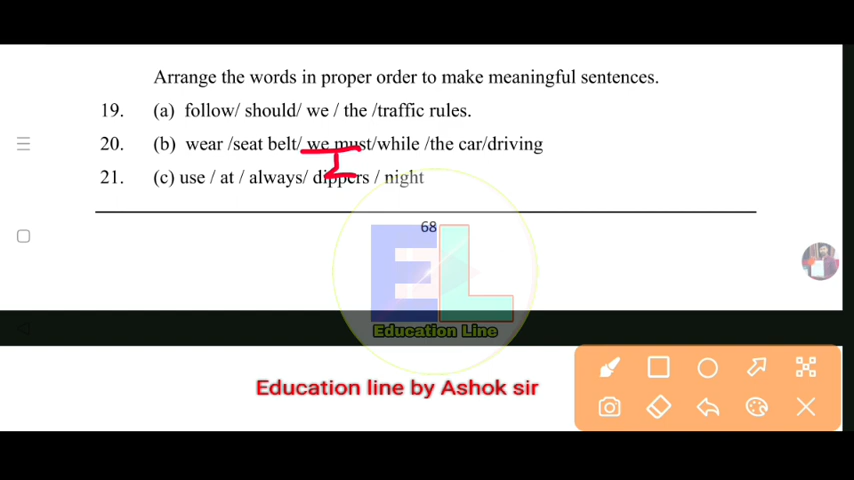 Arrange the words in proper order to make meaningful sentences.
19. (a) follow/ should/ we / the /traffic rules.
20. (b) wear /seat belt/ we must/while /the car/driving
21. (c) use / at / always/ dippers / night
68
EL
Education Line
Education line by Ashok sir